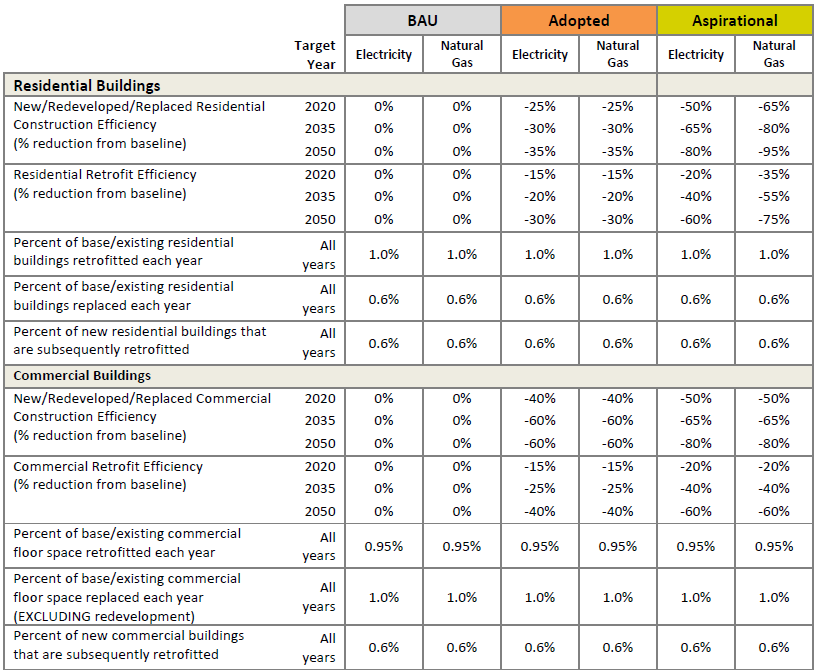 BAU Adopted Aspirational
Target Year Electricity Natural Gas Electricity Natural Gas Electricity Natural Gas
Residential Buildings
New/Redeveloped/Replaced Residential 2020 0% 0% -25% -25% -50% -65%
Construction Efficiency 2035 0% 0% -30% -30% -65% -80%
(% reduction from baseline) 2050 0% 0% -35% -35% -80% -95%
Residential Retrofit Efficiency 2020 0% 0% -15% -15% -20% -35%
(% reduction from baseline) 2035 0% 0% -20% -20% -40% -55%
2050 0% 0% -30% -30% -60% -75%
Percent of base/existing residential All
buildings retrofitted each year years 1.0% 1.0% 1.0% 1.0% 1.0% 1.0%
Percent of base/existing residential All
buildings replaced each year years 0.6% 0.6% 0.6% 0.6% 0.6% 0.6%
Percent of new residential buildings that All
are subsequently retrofitted years 0.6% 0.6% 0.6% 0.6% 0.6% 0.6%
Commercial Buildings
New/Redeveloped/Replaced Commercial 2020 0% 0% -40% -40% -50% -50%
Construction Efficiency 2035 0% 0% -60% -60% -65% -65%
(% reduction from baseline) 2050 0% 0% -60% -60% -80% -80%
Commercial Retrofit Efficiency 2020 0% 0% -15% -15% -20% -20%
(% reduction from baseline) 2035 0% 0% -25% -25% -40% -40%
2050 0% 0% -40% -40% -60% -60%
Percent of base/existing commercial All
floor space retrofitted each year years 0.95% 0.95% 0.95% 0.95% 0.95% 0.95%
Percent of base/existing commercial
floor space replaced each year All years 1.0% 1.0% 1.0% 1.0% 1.0% 1.0%
(EXCLUDING redevelopment)
Percent of new commercial buildings All
that are subsequently retrofitted years 0.6% 0.6% 0.6% 0.6% 0.6% 0.6%